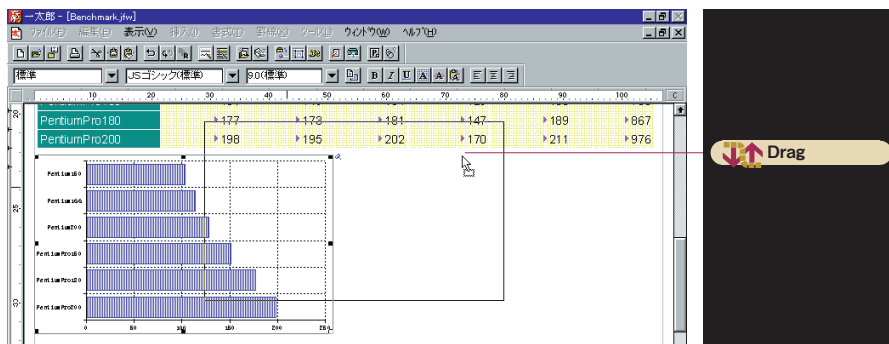 一太郎 - [Benchmark.jfw]
ファイル(F) 編集(E) 表示(V) 挿入(I) 書式(O) 罫線(K) ツール(L) ウィンドウ(W) ヘルプ(H)
標準 JSゴシック(標準) 9.0(標準) B I U A A
10 20 30 40 50 60 70 80 90 100 C
PentiumPro180 177 173 181 147 189 867
PentiumPro200 198 195 202 170 211 976
20
25
30
Pentium150
Pentium166
Pentium200
PentiumPro150
PentiumPro180
PentiumPro200
0 50 100 150 200 250
Drag